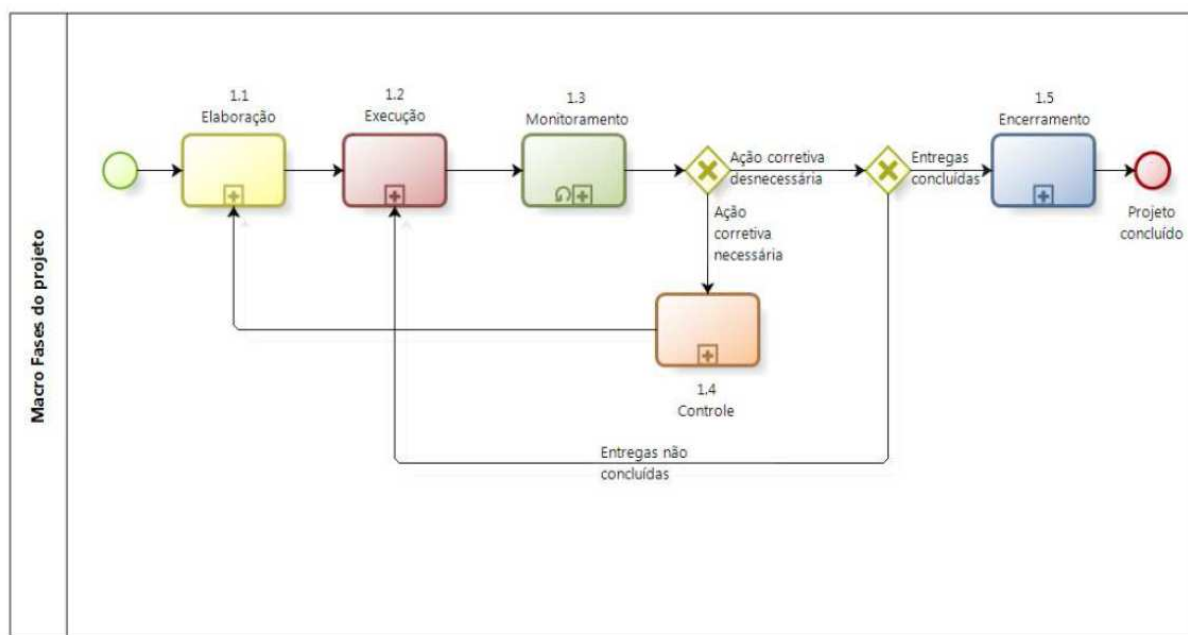 Macro Fases do projeto
1.1
Elaboração
1.2
Execução
1.3
Monitoramento
Ação corretiva
desnecessária
Entregas
concluídas
1.5
Encerramento
Projeto
concluído
Ação
corretiva
necessária
1.4
Controle
Entregas não
concluídas